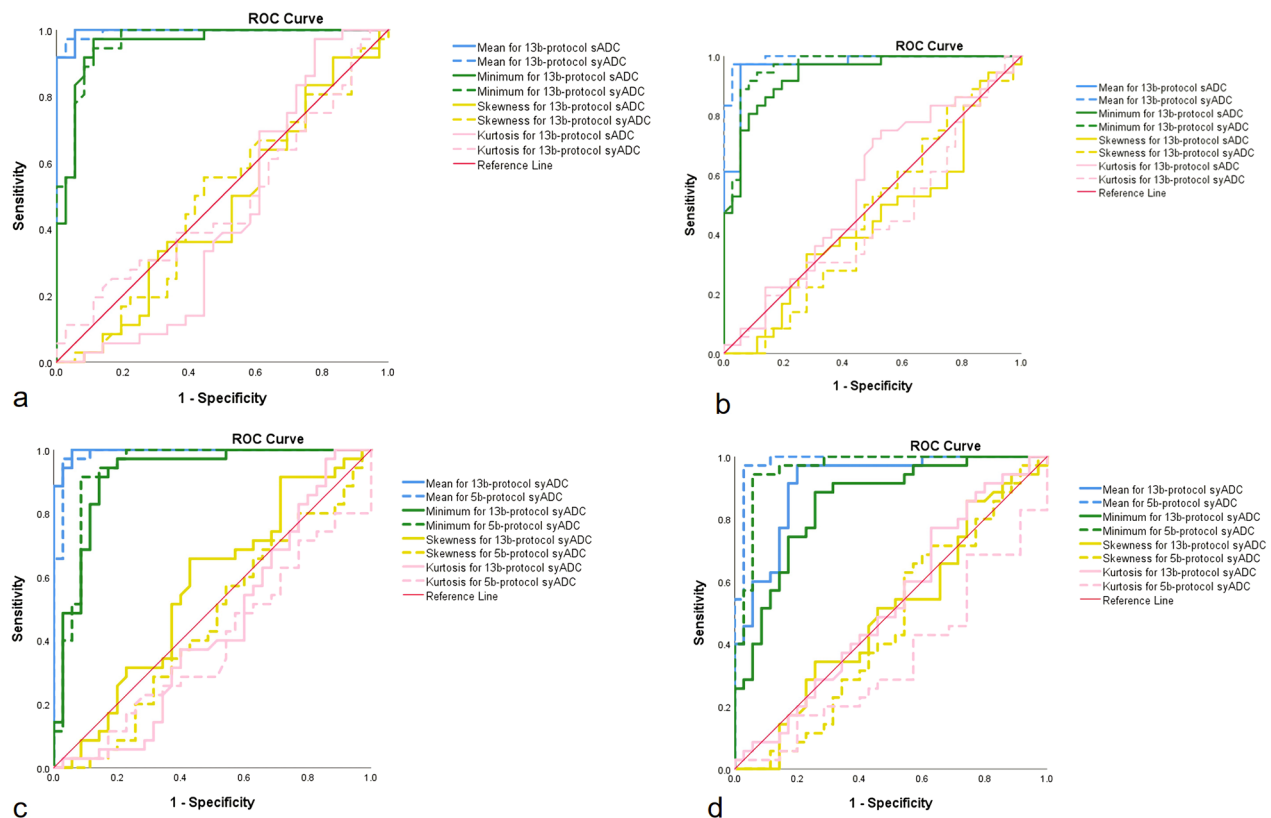 ROC Curve
1.0
0.8
0.6
0.4
0.2
0.0
0.0 0.2 0.4 0.6 0.8 1.0
Sensitivity
1 - Specificity
Mean for 13b-protocol sADC
Mean for 13b-protocol syADC
Minimum for 13b-protocol sADC
Minimum for 13b-protocol syADC
Skewness for 13b-protocol sADC
Skewness for 13b-protocol syADC
Kurtosis for 13b-protocol sADC
Kurtosis for 13b-protocol syADC
Reference Line
a
ROC Curve
1.0
0.8
0.6
0.4
0.2
0.0
0.0 0.2 0.4 0.6 0.8 1.0
Sensitivity
1 - Specificity
Mean for 13b-protocol sADC
Mean for 13b-protocol syADC
Minimum for 13b-protocol sADC
Minimum for 13b-protocol syADC
Skewness for 13b-protocol sADC
Skewness for 13b-protocol syADC
Kurtosis for 13b-protocol sADC
Kurtosis for 13b-protocol syADC
Reference Line
b
ROC Curve
1.0
0.8
0.6
0.4
0.2
0.0
0.0 0.2 0.4 0.6 0.8 1.0
Sensitivity
1 - Specificity
Mean for 13b-protocol syADC
Mean for 5b-protocol syADC
Minimum for 13b-protocol syADC
Minimum for 5b-protocol syADC
Skewness for 13b-protocol syADC
Skewness for 5b-protocol syADC
Kurtosis for 13b-protocol syADC
Kurtosis for 5b-protocol syADC
Reference Line
c
ROC Curve
1.0
0.8
0.6
0.4
0.2
0.0
0.0 0.2 0.4 0.6 0.8 1.0
Sensitivity
1 - Specificity
Mean for 13b-protocol syADC
Mean for 5b-protocol syADC
Minimum for 13b-protocol syADC
Minimum for 5b-protocol syADC
Skewness for 13b-protocol syADC
Skewness for 5b-protocol syADC
Kurtosis for 13b-protocol syADC
Kurtosis for 5b-protocol syADC
Reference Line
d